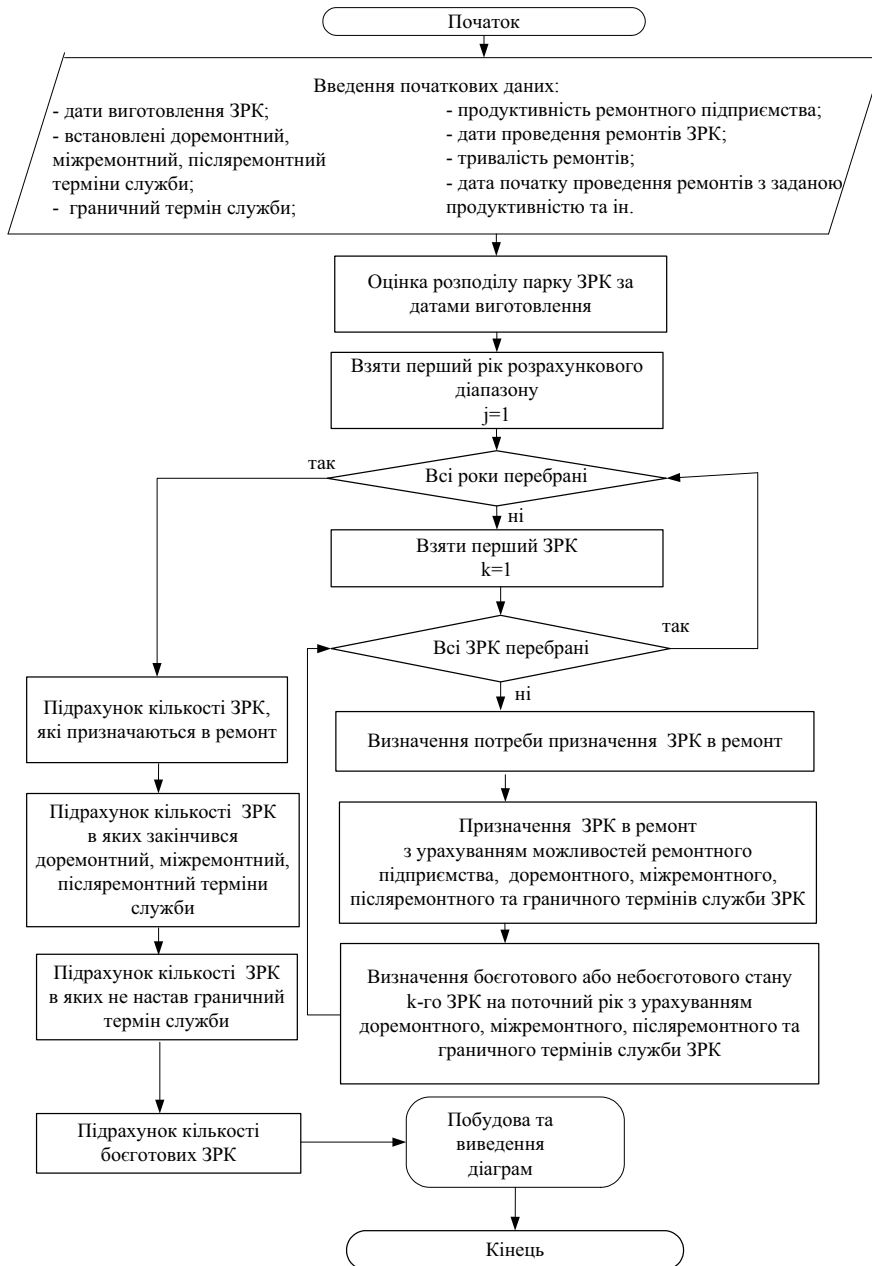 Початок
Введення початкових даних:
- дати виготовлення ЗРК;
- встановлені доремонтний,
міжремонтний, післяремонтний
терміни служби;
- граничний термін служби;
- продуктивність ремонтного підприємства;
- дати проведення ремонтів ЗРК;
- тривалість ремонтів;
- дата початку проведення ремонтів з заданою
продуктивністю та ін.
Оцінка розподілу парку ЗРК за
датами виготовлення
Взяти перший рік розрахункового
діапазону
j=1
так
Всі роки перебрані
ні
Взяти перший ЗРК
k=1
так
Всі ЗРК перебрані
ні
Визначення потреби призначення ЗРК в ремонт
Призначення ЗРК в ремонт
з урахуванням можливостей ремонтного
підприємства, доремонтного, міжремонтного,
післяремонтного та граничного термінів служби ЗРК
Визначення боєготового або небоєготового стану
k-го ЗРК на поточний рік з урахуванням
доремонтного, міжремонтного, післяремонтного та
граничного термінів служби ЗРК
Підрахунок кількості ЗРК,
які призначаються в ремонт
Підрахунок кількості ЗРК
в яких закінчився
доремонтний, міжремонтний,
післяремонтний терміни
служби
Підрахунок кількості ЗРК
в яких не настав граничний
термін служби
Підрахунок кількості
боєготових ЗРК
Побудова та
виведення
діаграм
Кінець